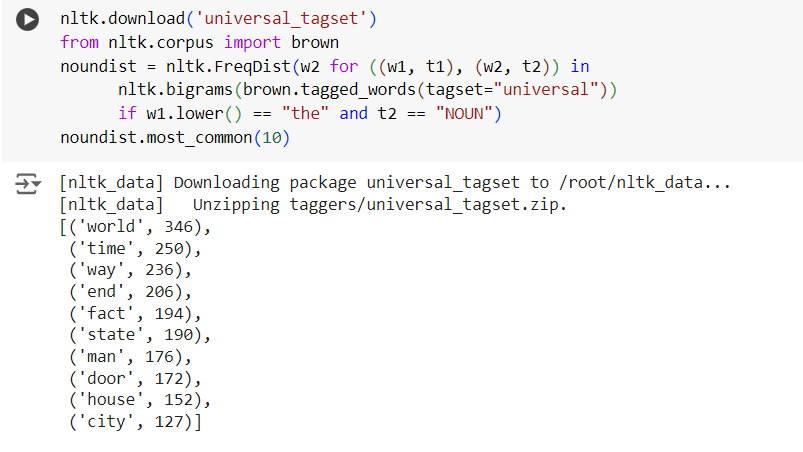 nltk.download('universal_tagset')
from nltk.corpus import brown
noundist = nltk.FreqDist(w2 for ((w1, t1), (w2, t2)) in
nltk.bigrams(brown.tagged_words(tagset="universal"))
if w1.lower() == "the" and t2 == "NOUN")
noundist.most_common(10)
[nltk_data] Downloading package universal_tagset to /root/nltk_data...
[nltk_data]   Unzipping taggers/universal_tagset.zip.
[('world', 346),
('time', 250),
('way', 236),
('end', 206),
('fact', 194),
('state', 190),
('man', 176),
('door', 172),
('house', 152),
('city', 127)]